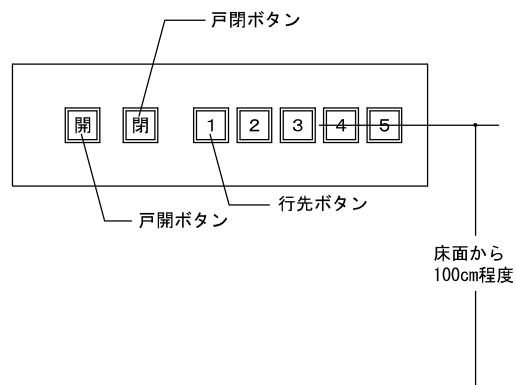 戸閉ボタン
開 閉 1 2 3 4 5
戸開ボタン
行先ボタン
床面から
100cm程度